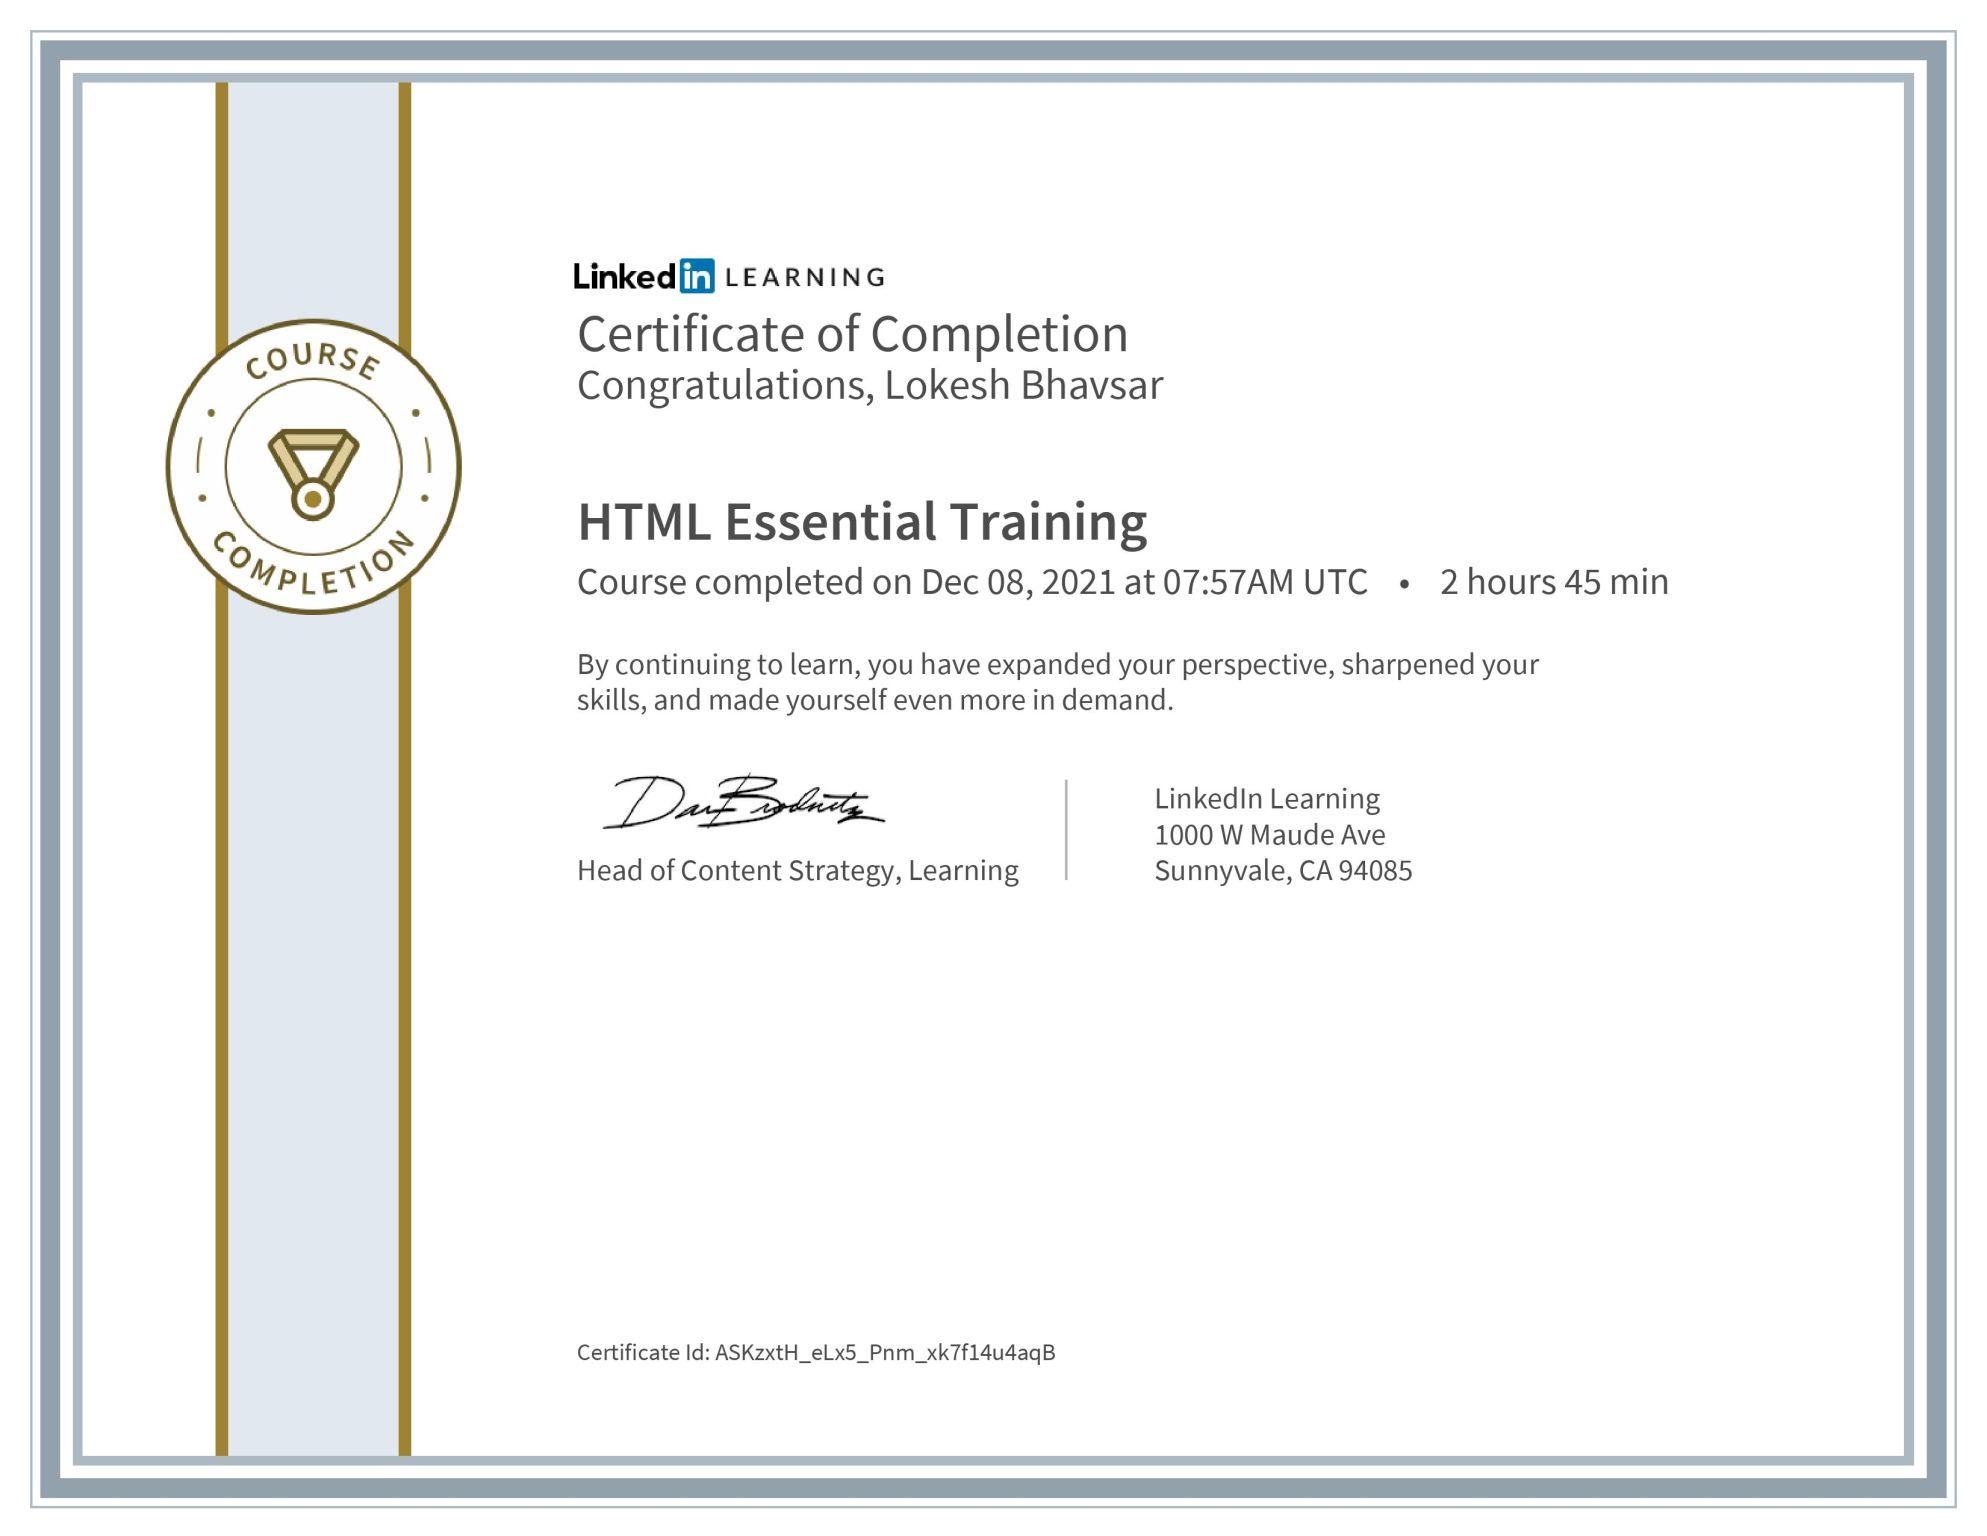 LinkedIn LEARNING
Certificate of Completion
Congratulations, Lokesh Bhavsar
COURSE
COMPLETION
HTML Essential Training
Course completed on Dec 08, 2021 at 07:57AM UTC • 2 hours 45 min
By continuing to learn, you have expanded your perspective, sharpened your
skills, and made yourself even more in demand.
Head of Content Strategy, Learning
LinkedIn Learning
1000 W Maude Ave
Sunnyvale, CA 94085
Certificate Id: ASKzxtH_eLx5_Pnm_xk7f14u4aqB